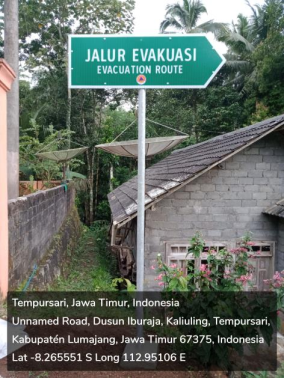 JALUR EVAKUASI
EVACUATION ROUTE
Tempursari, Jawa Timur, Indonesia
Unnamed Road, Dusun Iburaja, Kaliuling, Tempursari,
Kabupatén Lumajang, Jawa Timur 67375, Indonesia
Lat -8.265551 S Long 112.95106 E